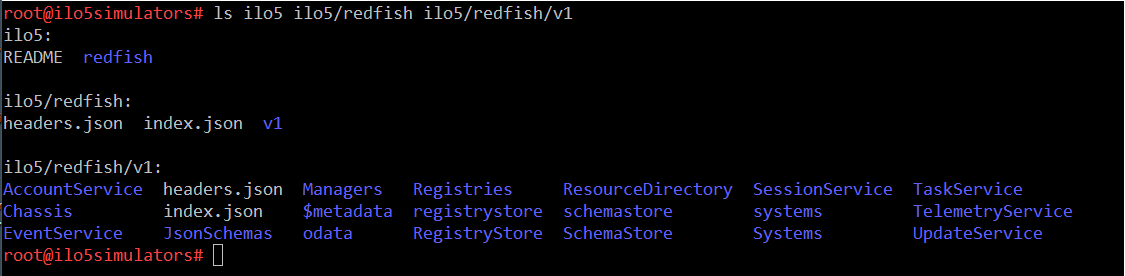 root@ilo5simulators# ls ilo5 ilo5/redfish ilo5/redfish/v1
ilo5:
README  redfish

ilo5/redfish:
headers.json  index.json  v1

ilo5/redfish/v1:
AccountService  headers.json  Managers   Registries     ResourceDirectory  SessionService  TaskService
Chassis         index.json    $metadata  registrystore  schemastore        systems         TelemetryService
EventService    JsonSchemas   odata      RegistryStore  SchemaStore        Systems         UpdateService
root@ilo5simulators#